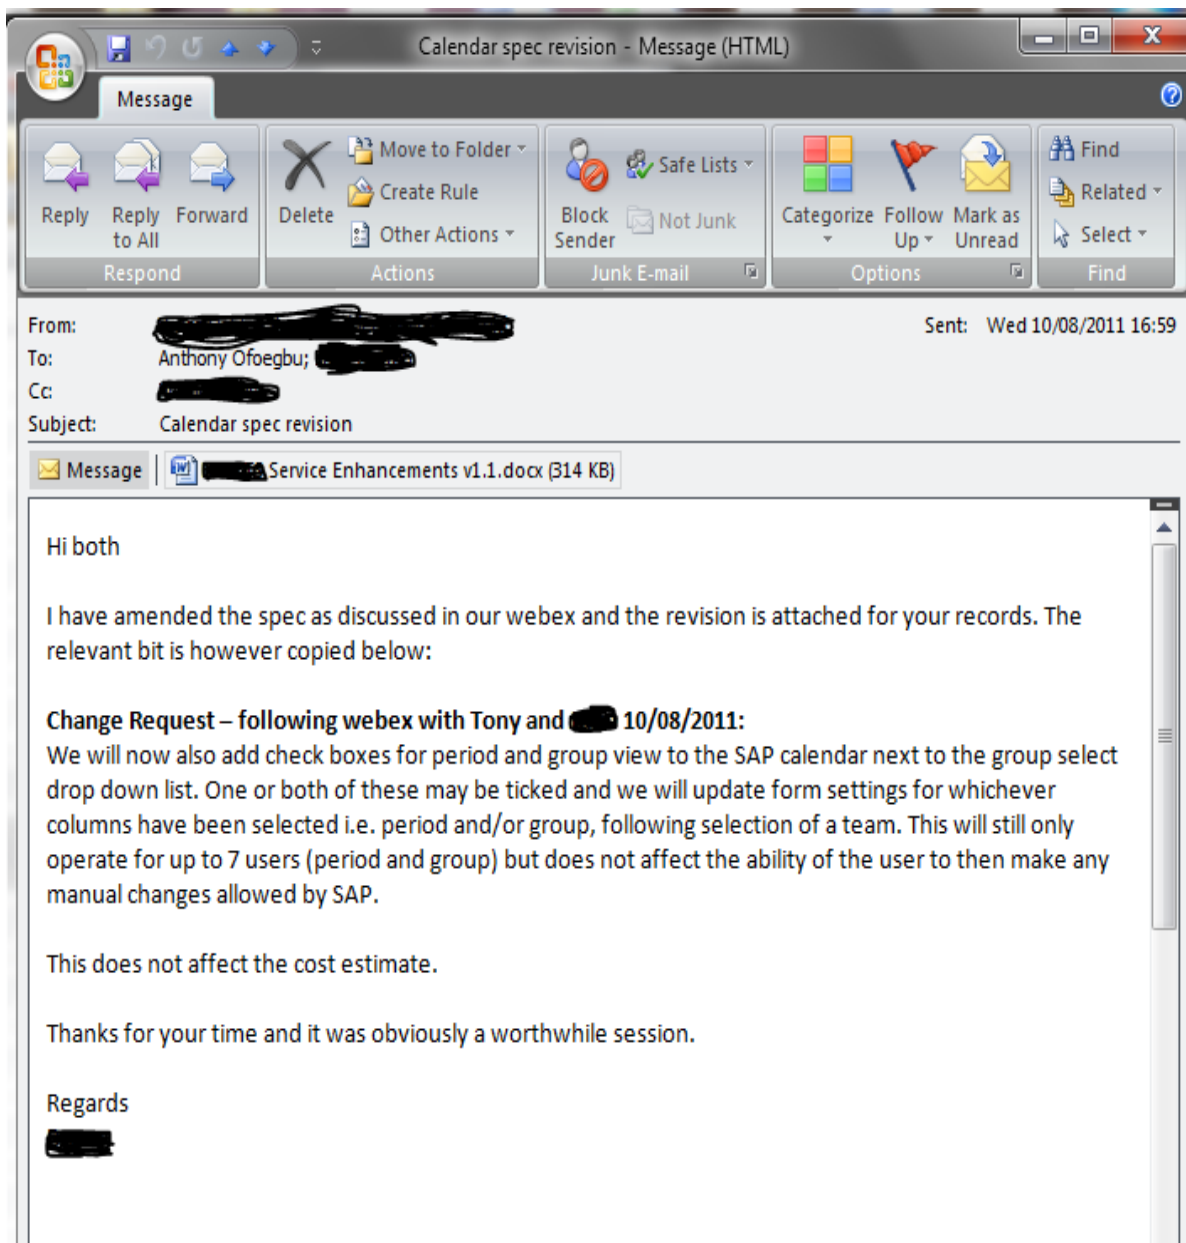 Calendar spec revision - Message (HTML)
Message
Reply
Reply to All
Forward
Respond
Delete
Move to Folder
Create Rule
Other Actions
Actions
Block Sender
Safe Lists
Not Junk
Junk E-mail
Categorize
Follow Up
Mark as Unread
Options
Find
Related
Select
Find
From:
Sent: Wed 10/08/2011 16:59
To: Anthony Ofoegbu;
Cc:
Subject: Calendar spec revision
Message
Service Enhancements v1.1.docx (314 KB)
Hi both
I have amended the spec as discussed in our webex and the revision is attached for your records. The
relevant bit is however copied below:
Change Request – following webex with Tony and 10/08/2011:
We will now also add check boxes for period and group view to the SAP calendar next to the group select
drop down list. One or both of these may be ticked and we will update form settings for whichever
columns have been selected i.e. period and/or group, following selection of a team. This will still only
operate for up to 7 users (period and group) but does not affect the ability of the user to then make any
manual changes allowed by SAP.
This does not affect the cost estimate.
Thanks for your time and it was obviously a worthwhile session.
Regards